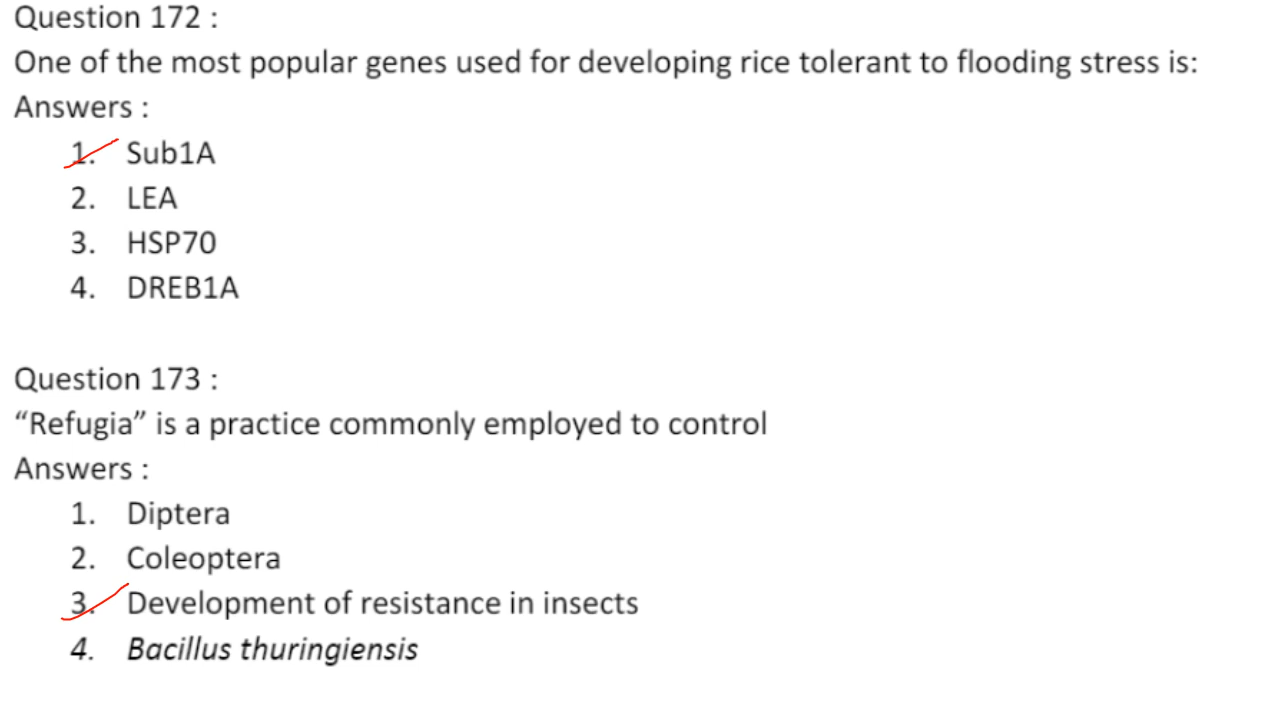 Question 172 :
One of the most popular genes used for developing rice tolerant to flooding stress is:
Answers :
1. Sub1A
2. LEA
3. HSP70
4. DREB1A
Question 173 :
“Refugia” is a practice commonly employed to control
Answers :
1. Diptera
2. Coleoptera
3. Development of resistance in insects
4. Bacillus thuringiensis